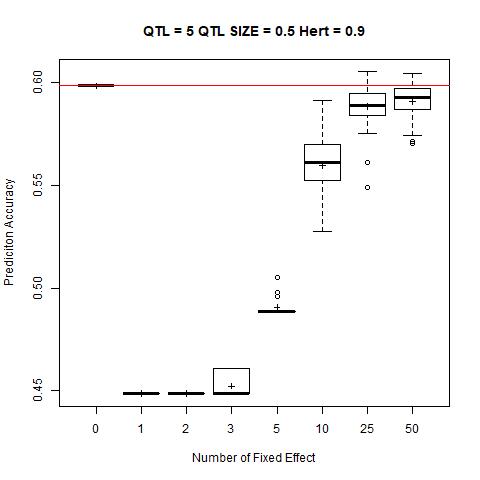 QTL = 5 QTL SIZE = 0.5 Hert = 0.9
0.60
0.55
0.50
0.45
Prediciton Accuracy
0 1 2 3 5 10 25 50
Number of Fixed Effect